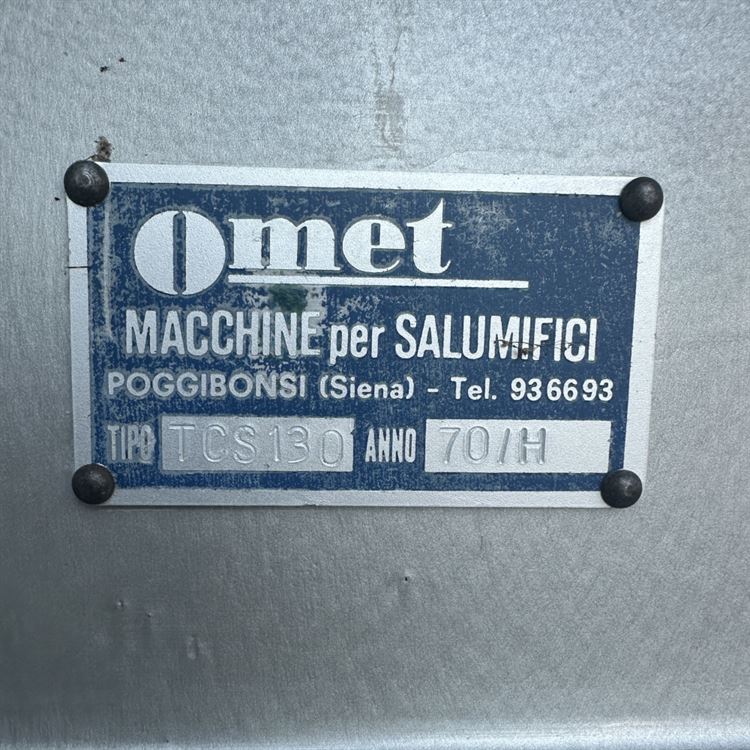 Omet
MACCHINE per SALUMIFICI
POGGIBONSI (Siena) - Tel. 936693
TIPO TCS130 ANNO 70/H